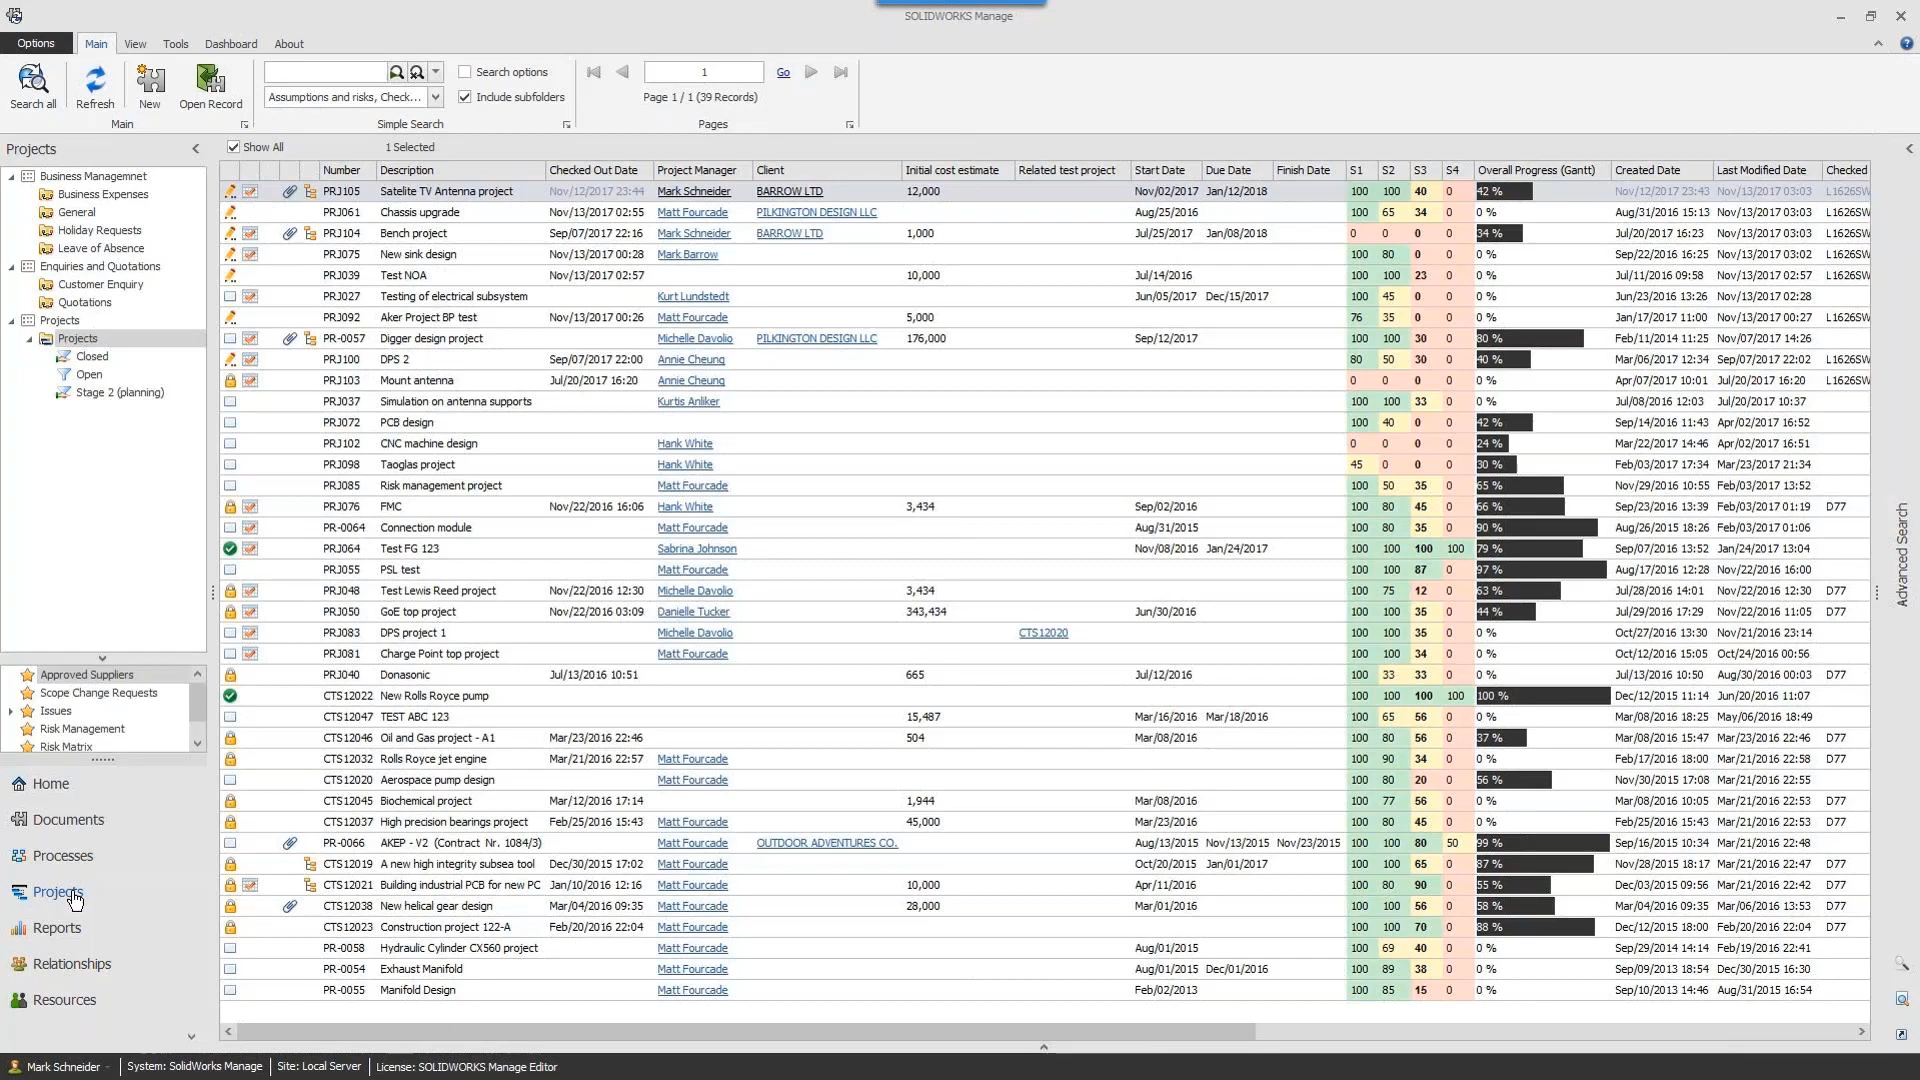 SOLIDWORKS Manage
Options Main View Tools Dashboard About
Search all Refresh New Open Record
Search options
1 Go
Assumptions and risks, Check... Include subfolders
Page 1 / 1 (39 Records)
Main Simple Search Pages
Projects
Show All 1 Selected
Business Managemnet
Business Expenses
General
Holiday Requests
Leave of Absence
Enquiries and Quotations
Customer Enquiry
Quotations
Projects
Projects
Closed
Open
Stage 2 (planning)
Approved Suppliers
Scope Change Requests
Issues
Risk Management
Risk Matrix
Home
Documents
Processes
Projects
Reports
Relationships
Resources
Number Description Checked Out Date Project Manager Client Initial cost estimate Related test project Start Date Due Date Finish Date S1 S2 S3 S4 Overall Progress (Gantt) Created Date Last Modified Date Checked
PRJ105 Satelite TV Antenna project Nov/12/2017 23:44 Mark Schneider BARROW LTD 12,000 Nov/02/2017 Jan/12/2018 100 100 40 0 42 % Nov/12/2017 23:43 Nov/13/2017 03:03 L1626SW
PRJ061 Chassis upgrade Nov/13/2017 02:55 Matt Fourcade PILKINGTON DESIGN LLC Aug/25/2016 100 65 34 0 0 % Aug/31/2016 15:13 Nov/13/2017 03:03 L1626SW
PRJ104 Bench project Sep/07/2017 22:16 Mark Schneider BARROW LTD 1,000 Jul/25/2017 Jan/08/2018 0 0 0 0 34 % Jul/20/2017 16:23 Nov/13/2017 03:03 L1626SW
PRJ075 New sink design Nov/13/2017 00:28 Mark Barrow 100 80 0 0 0 % Sep/22/2016 16:25 Nov/13/2017 03:02 L1626SW
PRJ039 Test NOA Nov/13/2017 02:57 10,000 Jul/14/2016 100 100 23 0 0 % Jul/11/2016 09:58 Nov/13/2017 02:57 L1626SW
PRJ027 Testing of electrical subsystem Kurt Lundstedt Jun/05/2017 Dec/15/2017 100 45 0 0 0 % Jun/23/2016 13:26 Nov/13/2017 02:28
PRJ092 Aker Project BP test Nov/13/2017 00:26 Matt Fourcade 5,000 76 35 0 0 0 % Jan/17/2017 11:00 Nov/13/2017 00:27 L1626SW
PR-0057 Digger design project Michelle Davolio PILKINGTON DESIGN LLC 176,000 Sep/12/2017 100 100 30 0 80 % Feb/11/2014 11:25 Nov/07/2017 14:26
PRJ100 DPS 2 Sep/07/2017 22:00 Annie Cheung 80 50 30 0 40 % Mar/06/2017 12:34 Sep/07/2017 22:02 L1626SW
PRJ103 Mount antenna Jul/20/2017 16:20 Annie Cheung 0 0 0 0 0 % Apr/07/2017 10:01 Jul/20/2017 16:20 L1626SW
PRJ037 Simulation on antenna supports Kurtis Anliker 100 100 33 0 0 % Jul/08/2016 12:03 Jul/20/2017 10:37
PRJ072 PCB design 100 40 0 0 42 % Sep/14/2016 11:43 Apr/02/2017 16:52
PRJ102 CNC machine design Hank White 0 0 0 0 24 % Mar/22/2017 14:46 Apr/02/2017 16:51
PRJ098 Taoglas project Hank White 45 0 0 0 30 % Feb/03/2017 17:34 Mar/23/2017 21:34
PRJ085 Risk management project Matt Fourcade 100 50 35 0 65 % Nov/29/2016 10:55 Feb/03/2017 13:52
PRJ076 FMC Nov/22/2016 16:06 Hank White 3,434 Sep/02/2016 100 80 45 0 66 % Sep/23/2016 13:39 Feb/03/2017 01:19 D77
PR-0064 Connection module Matt Fourcade Aug/31/2015 100 80 35 0 90 % Aug/26/2015 18:26 Feb/03/2017 01:06
PRJ064 Test FG 123 Sabrina Johnson Nov/08/2016 Jan/24/2017 100 100 100 100 79 % Sep/07/2016 13:52 Jan/24/2017 13:04
PRJ055 PSL test Matt Fourcade 100 100 87 0 97 % Aug/17/2016 12:28 Nov/22/2016 16:00
PRJ048 Test Lewis Reed project Nov/22/2016 12:30 Michelle Davolio 3,434 100 75 12 0 63 % Jul/28/2016 14:01 Nov/22/2016 12:30 D77
PRJ050 GoE top project Nov/22/2016 03:09 Danielle Tucker 343,434 Jun/30/2016 100 100 35 0 44 % Jul/29/2016 17:29 Nov/22/2016 11:05 D77
PRJ083 DPS project 1 Michelle Davolio CTS12020 100 100 35 0 0 % Oct/27/2016 13:30 Nov/21/2016 23:14
PRJ081 Charge Point top project Matt Fourcade 100 100 34 0 0 % Oct/12/2016 15:05 Oct/24/2016 00:56
PRJ040 Donasonic Jul/13/2016 10:51 665 Jul/12/2016 100 33 33 0 0 % Jul/13/2016 10:50 Aug/30/2016 00:03 D77
CTS12022 New Rolls Royce pump 100 100 100 100 100 % Dec/12/2015 11:14 Jun/20/2016 11:07
CTS12047 TEST ABC 123 15,487 Mar/16/2016 Mar/18/2016 100 65 56 0 0 % Mar/08/2016 18:25 May/06/2016 18:49
CTS12046 Oil and Gas project - A1 Mar/23/2016 22:46 504 Mar/08/2016 100 80 56 0 37 % Mar/08/2016 15:47 Mar/23/2016 22:46 D77
CTS12032 Rolls Royce jet engine Mar/21/2016 22:57 Matt Fourcade 100 90 34 0 0 % Feb/17/2016 18:00 Mar/21/2016 22:58 D77
CTS12020 Aerospace pump design Matt Fourcade 100 80 20 0 56 % Nov/30/2015 17:08 Mar/21/2016 22:55
CTS12045 Biochemical project Mar/12/2016 17:14 1,944 Mar/08/2016 100 77 56 0 0 % Mar/08/2016 10:05 Mar/21/2016 22:53 D77
CTS12037 High precision bearings project Feb/25/2016 15:43 Matt Fourcade 45,000 Mar/23/2016 100 80 45 0 0 % Feb/25/2016 15:43 Mar/21/2016 22:53 D77
PR-0066 AKEP - V2 (Contract Nr. 1084/3) Matt Fourcade OUTDOOR ADVENTURES CO. Aug/13/2015 Nov/13/2015 Nov/23/2015 100 100 80 50 99 % Sep/16/2015 10:34 Mar/21/2016 22:48
CTS12019 A new high integrity subsea tool Dec/30/2015 17:02 Matt Fourcade Oct/20/2015 Jan/01/2017 100 100 65 0 87 % Nov/28/2015 18:17 Mar/21/2016 22:47 D77
CTS12021 Building industrial PCB for new PC Jan/10/2016 12:16 Matt Fourcade 10,000 Apr/11/2016 100 80 90 0 55 % Dec/03/2015 09:56 Mar/21/2016 22:42 D77
CTS12038 New helical gear design Mar/04/2016 09:35 Matt Fourcade 28,000 Mar/01/2016 100 100 56 0 58 % Mar/04/2016 09:35 Mar/06/2016 13:53 D77
CTS12023 Construction project 122-A Feb/20/2016 22:04 Matt Fourcade 100 100 70 0 88 % Dec/12/2015 18:00 Feb/20/2016 22:04 D77
PR-0058 Hydraulic Cylinder CX560 project Matt Fourcade Aug/01/2015 100 69 40 0 0 % Sep/29/2014 14:14 Feb/19/2016 22:41
PR-0054 Exhaust Manifold Matt Fourcade Aug/01/2015 Dec/01/2016 100 89 38 0 0 % Sep/09/2013 18:54 Dec/30/2015 16:30
PR-0055 Manifold Design Matt Fourcade Feb/02/2013 100 85 15 0 0 % Sep/10/2013 14:46 Aug/31/2015 16:54
Advanced Search
Mark Schneider System: SolidWorks Manage Site: Local Server License: SOLIDWORKS Manage Editor